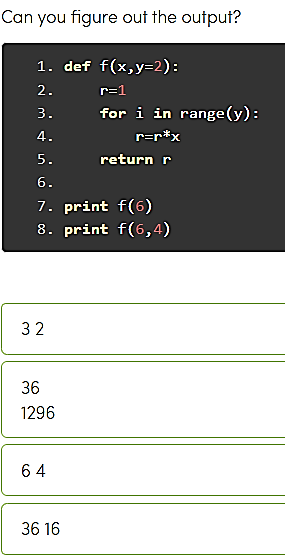 Can you figure out the output?
1. def f(x,y=2):
2. r=1
3. for i in range(y):
4. r=r*x
5. return r
6.
7. print f(6)
8. print f(6,4)
3 2
36
1296
6 4
36 16